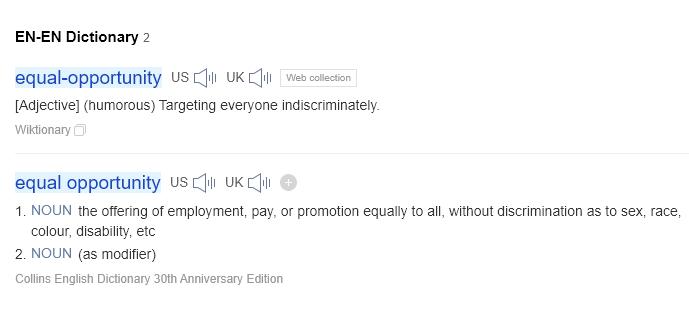 EN-EN Dictionary 2
equal-opportunity US UK Web collection
[Adjective] (humorous) Targeting everyone indiscriminately.
Wiktionary
equal opportunity US UK
1. NOUN the offering of employment, pay, or promotion equally to all, without discrimination as to sex, race,
colour, disability, etc
2. NOUN (as modifier)
Collins English Dictionary 30th Anniversary Edition